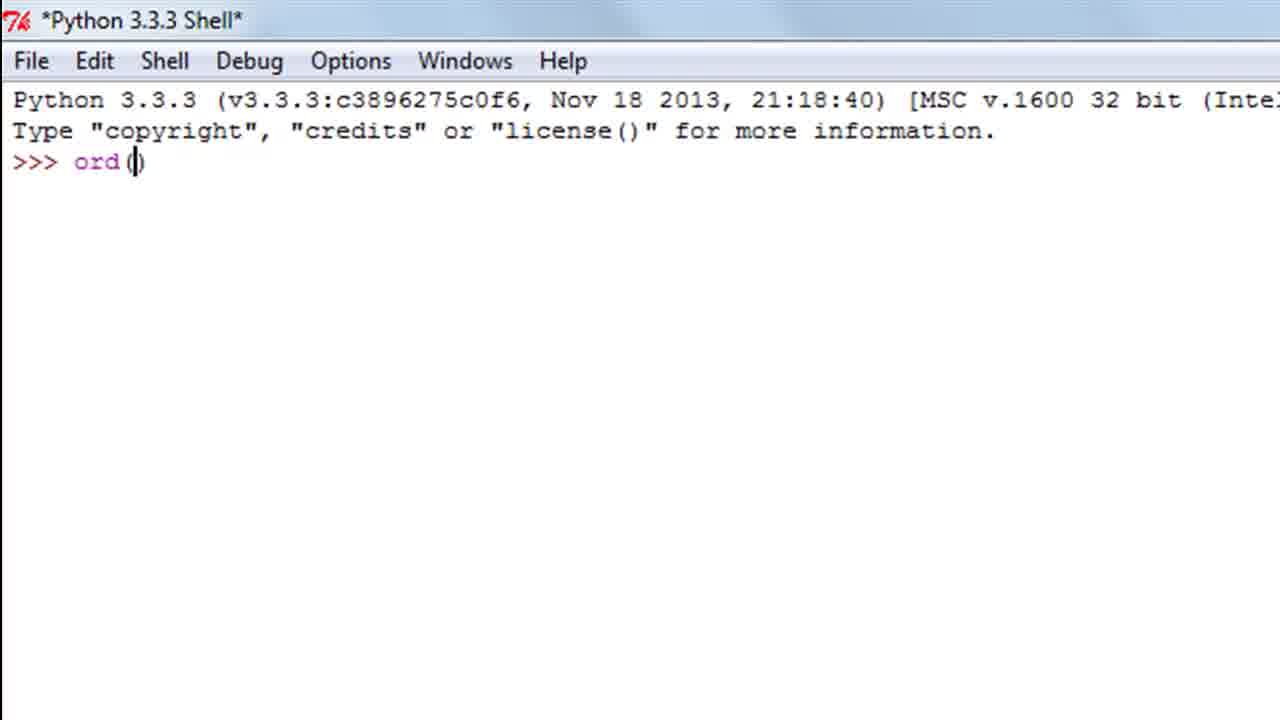 *Python 3.3.3 Shell*
File Edit Shell Debug Options Windows Help
Python 3.3.3 (v3.3.3:c3896275c0f6, Nov 18 2013, 21:18:40) [MSC v.1600 32 bit (Intel
Type "copyright", "credits" or "license()" for more information.
>>> ord()